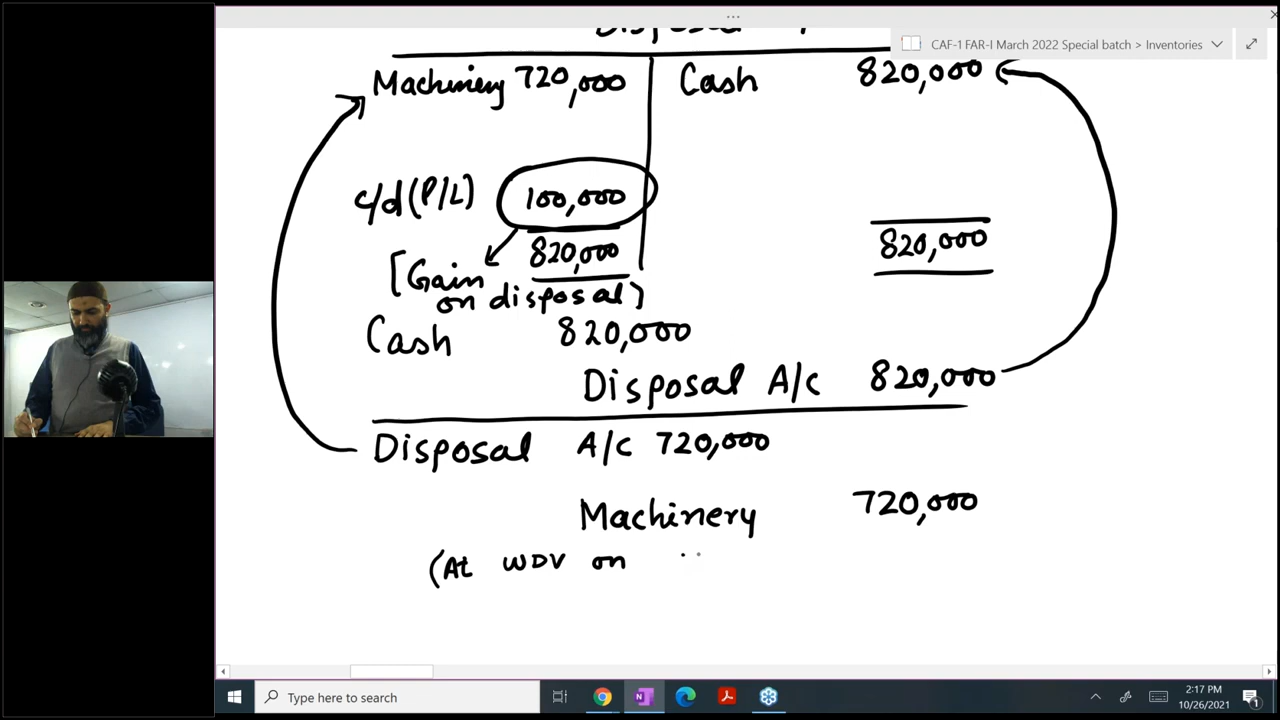 CAF-1 FAR-I March 2022 Special batch > Inventories
Machinery 720,000 Cash 820,000
c/d (P/L) 100,000
820,000 820,000
[Gain
on disposal)
Cash 820,000
Disposal A/C 820,000
Disposal A/C 720,000
Machinery 720,000
(At WDV on
Type here to search
2:17 PM
10/26/2021
1